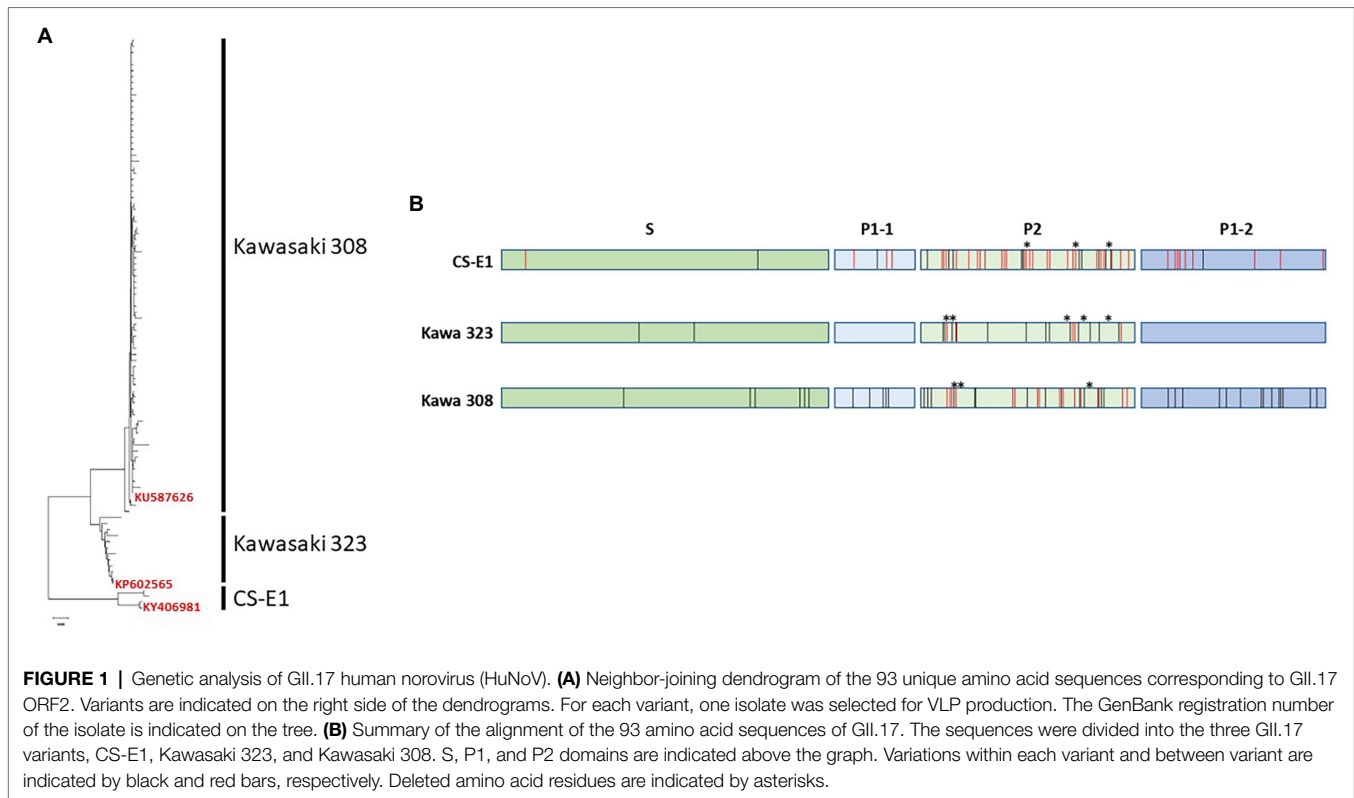 A
Kawasaki 308
KU587626
Kawasaki 323
KP602565
CS-E1
KY406981
B
S P1-1 P2 P1-2
* * *
CS-E1
** * * *
Kawa 323
** *
Kawa 308
FIGURE 1 | Genetic analysis of GII.17 human norovirus (HuNoV). (A) Neighbor-joining dendrogram of the 93 unique amino acid sequences corresponding to GII.17
ORF2. Variants are indicated on the right side of the dendrograms. For each variant, one isolate was selected for VLP production. The GenBank registration number
of the isolate is indicated on the tree. (B) Summary of the alignment of the 93 amino acid sequences of GII.17. The sequences were divided into the three GII.17
variants, CS-E1, Kawasaki 323, and Kawasaki 308. S, P1, and P2 domains are indicated above the graph. Variations within each variant and between variant are
indicated by black and red bars, respectively. Deleted amino acid residues are indicated by asterisks.